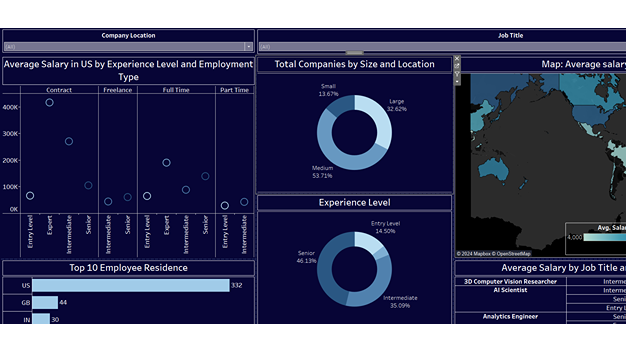 Company Location
(All)
Job Title
(All)
Average Salary in US by Experience Level and Employment
Type
Contract
Freelance
Full Time
Part Time
400K
300K
200K
100K
0K
Entry Level
Expert
Intermediate
Senior
Intermediate
Senior
Entry Level
Expert
Intermediate
Senior
Entry Level
Intermediate
Total Companies by Size and Location
Small
13.67%
Large
32.62%
Medium
53.71%
Experience Level
Entry Level
14.50%
Senior
46.13%
Intermediate
35.09%
Map: Average salary
Avg. Salar
4,000
© 2024 Mapbox © OpenStreetMap
Top 10 Employee Residence
US
332
GB
44
IN
30
Average Salary by Job Title an
3D Computer Vision Researcher
Interme
AI Scientist
Interme
Senior
Entry L
Analytics Engineer
Senior